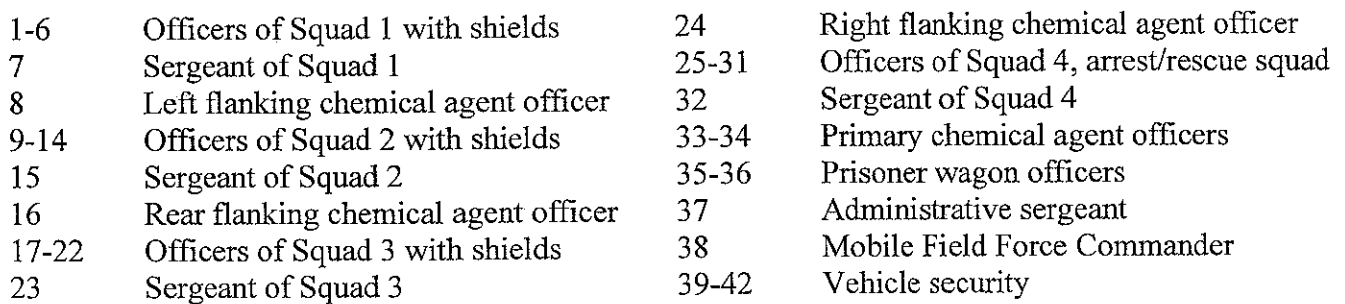 1-6 Officers of Squad 1 with shields
7 Sergeant of Squad 1
8 Left flanking chemical agent officer
9-14 Officers of Squad 2 with shields
15 Sergeant of Squad 2
16 Rear flanking chemical agent officer
17-22 Officers of Squad 3 with shields
23 Sergeant of Squad 3
24 Right flanking chemical agent officer
25-31 Officers of Squad 4, arrest/rescue squad
32 Sergeant of Squad 4
33-34 Primary chemical agent officers
35-36 Prisoner wagon officers
37 Administrative sergeant
38 Mobile Field Force Commander
39-42 Vehicle security